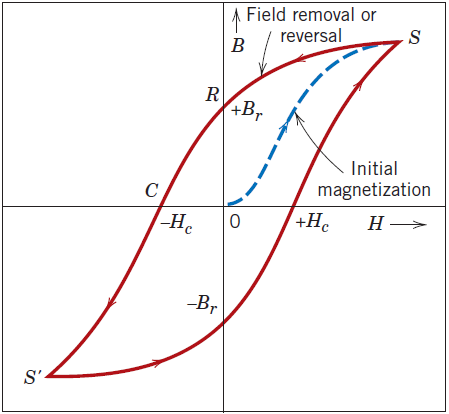 Field removal or
reversal
B
S
R
+Br
Initial
magnetization
C
–Hc
0
+Hc
H
–Br
S′